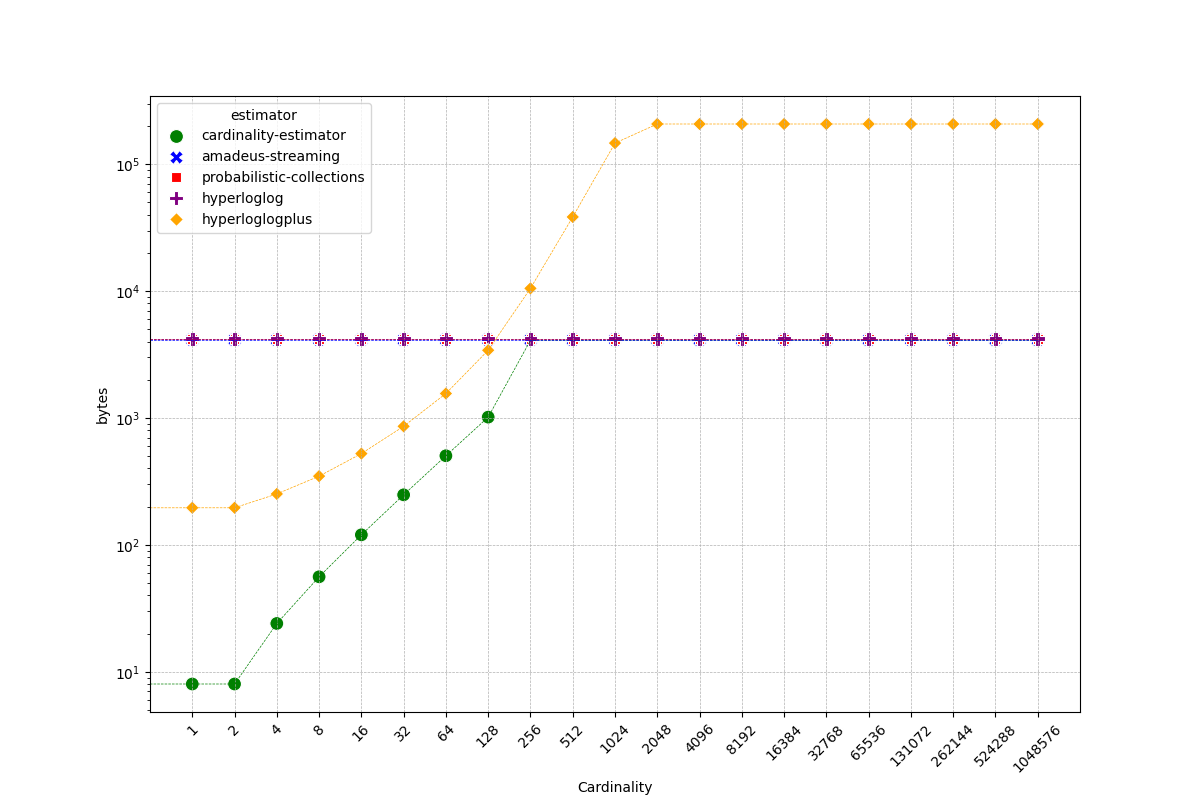 estimator
cardinality-estimator
amadeus-streaming
probabilistic-collections
hyperloglog
hyperloglogplus
10^5
10^4
10^3
10^2
10^1
bytes
1 2 4 8 16 32 64 128 256 512 1024 2048 4096 8192 16384 32768 65536 131072 262144 524288 1048576
Cardinality